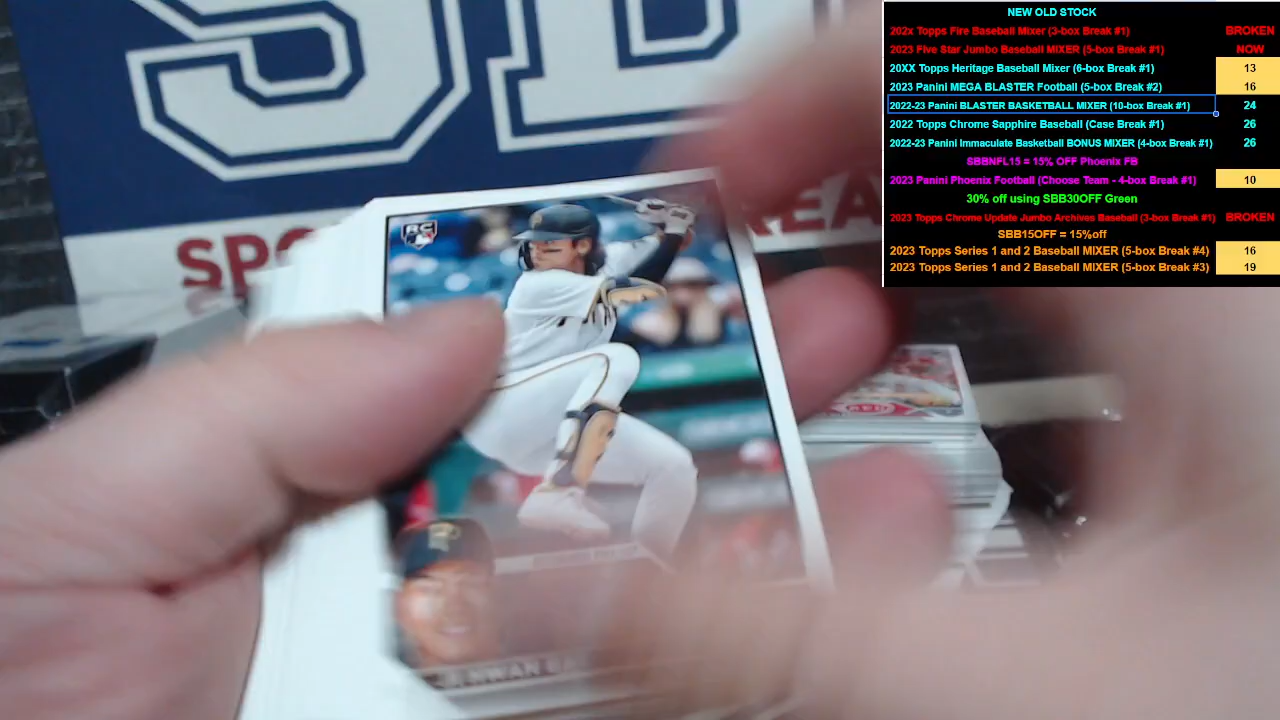 NEW OLD STOCK
202x Topps Fire Baseball Mixer (3-box Break #1) BROKEN
2023 Five Star Jumbo Baseball MIXER (5-box Break #1) NOW
20XX Topps Heritage Baseball Mixer (6-box Break #1) 13
2023 Panini MEGA BLASTER Football (5-box Break #2) 16
2022-23 Panini BLASTER BASKETBALL MIXER (10-box Break #1) 24
2022 Topps Chrome Sapphire Baseball (Case Break #1) 26
2022-23 Panini Immaculate Basketball BONUS MIXER (4-box Break #1) 26
SBBNFL15 = 15% OFF Phoenix FB
2023 Panini Phoenix Football (Choose Team - 4-box Break #1) 10
30% off using SBB30OFF Green
2023 Topps Chrome Update Jumbo Archives Baseball (3-box Break #1) BROKEN
SBB15OFF = 15%off
2023 Topps Series 1 and 2 Baseball MIXER (5-box Break #4) 16
2023 Topps Series 1 and 2 Baseball MIXER (5-box Break #3) 19
SB
SPO
REA
RC
REDS